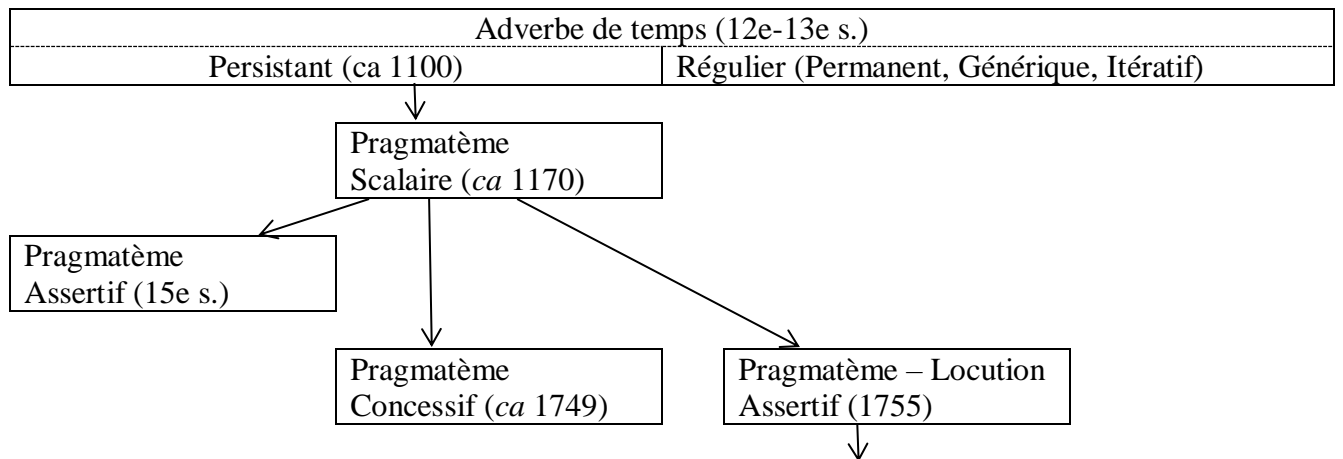 Adverbe de temps (12e-13e s.)
Persistant (ca 1100)
Régulier (Permanent, Générique, Itératif)
Pragmatème
Scalaire (ca 1170)
Pragmatème
Assertif (15e s.)
Pragmatème
Concessif (ca 1749)
Pragmatème – Locution
Assertif (1755)